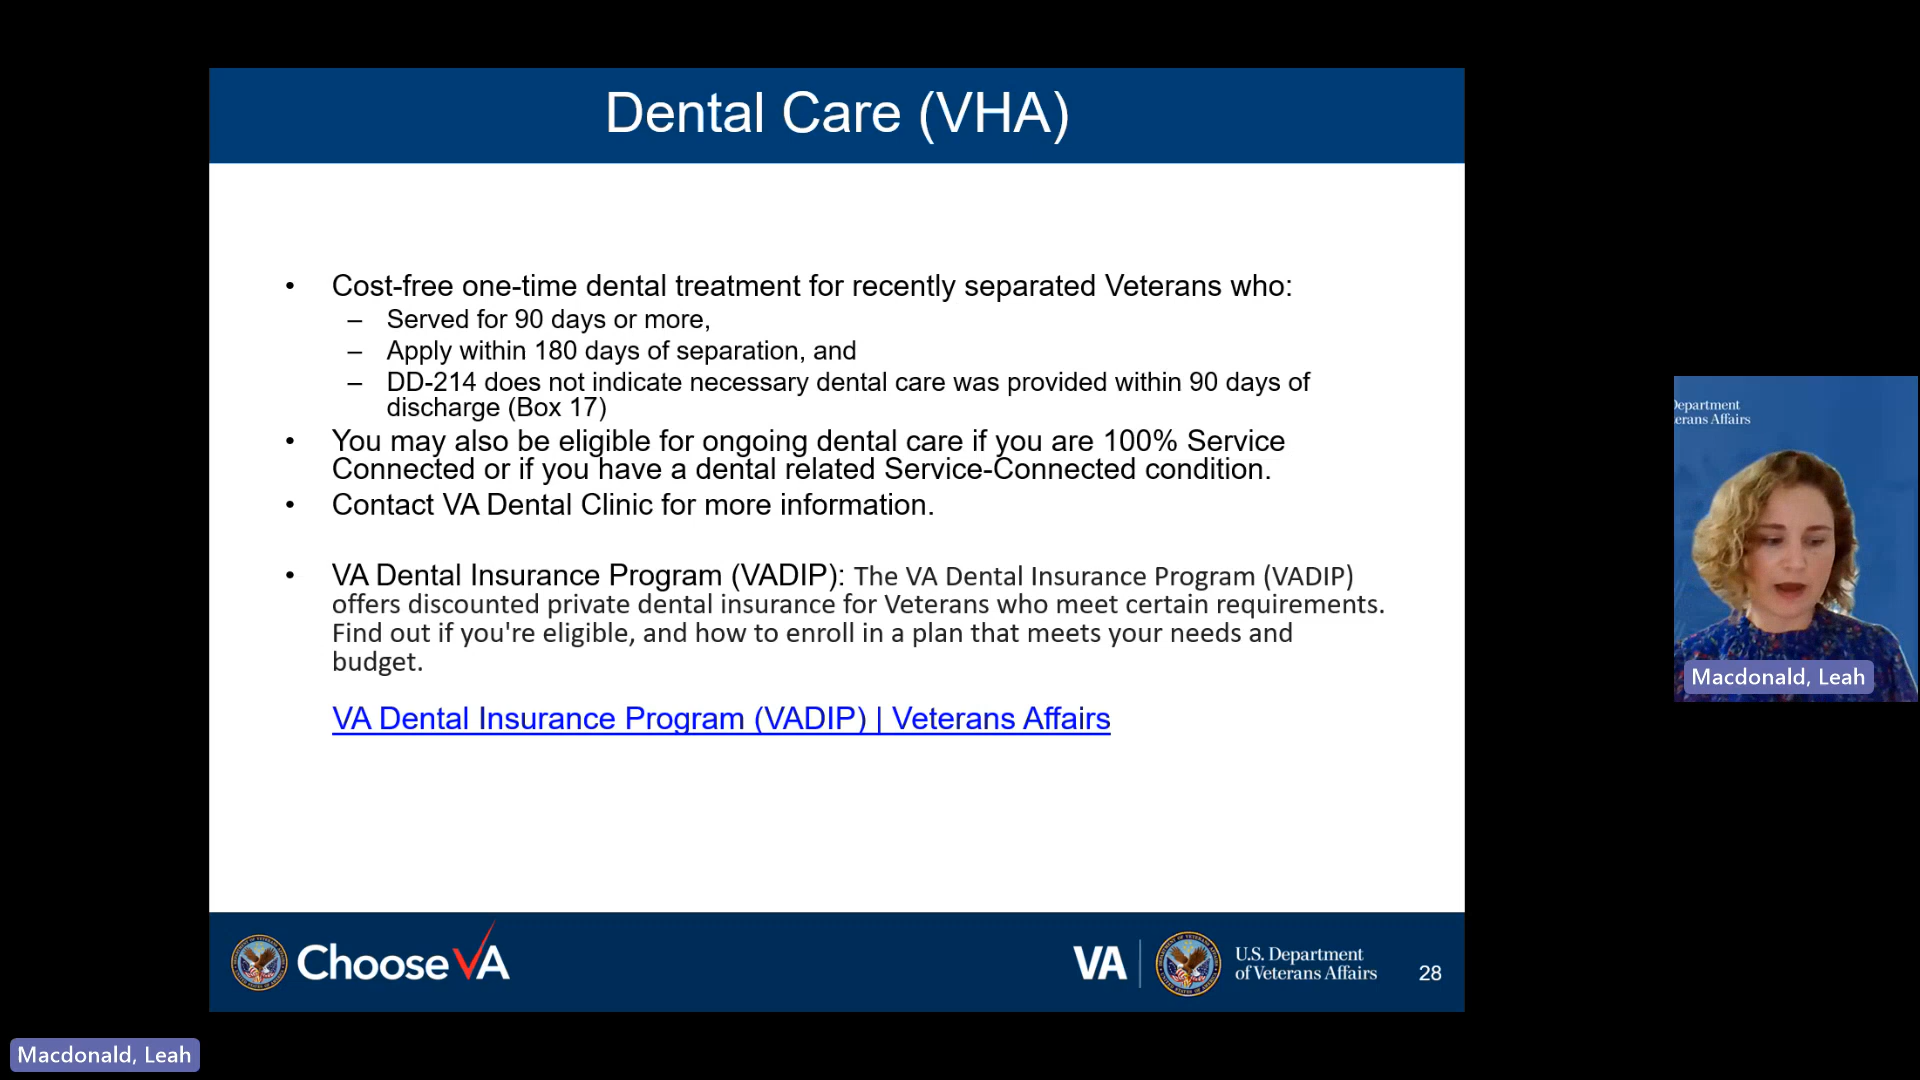 Dental Care (VHA)
• Cost-free one-time dental treatment for recently separated Veterans who:
– Served for 90 days or more,
– Apply within 180 days of separation, and
– DD-214 does not indicate necessary dental care was provided within 90 days of
discharge (Box 17)
• You may also be eligible for ongoing dental care if you are 100% Service
Connected or if you have a dental related Service-Connected condition.
• Contact VA Dental Clinic for more information.
• VA Dental Insurance Program (VADIP): The VA Dental Insurance Program (VADIP)
offers discounted private dental insurance for Veterans who meet certain requirements.
Find out if you're eligible, and how to enroll in a plan that meets your needs and
budget.
VA Dental Insurance Program (VADIP) | Veterans Affairs
Choose VA
VA
U.S. Department
of Veterans Affairs
28
epartment
erans Affairs
Macdonald, Leah
Macdonald, Leah